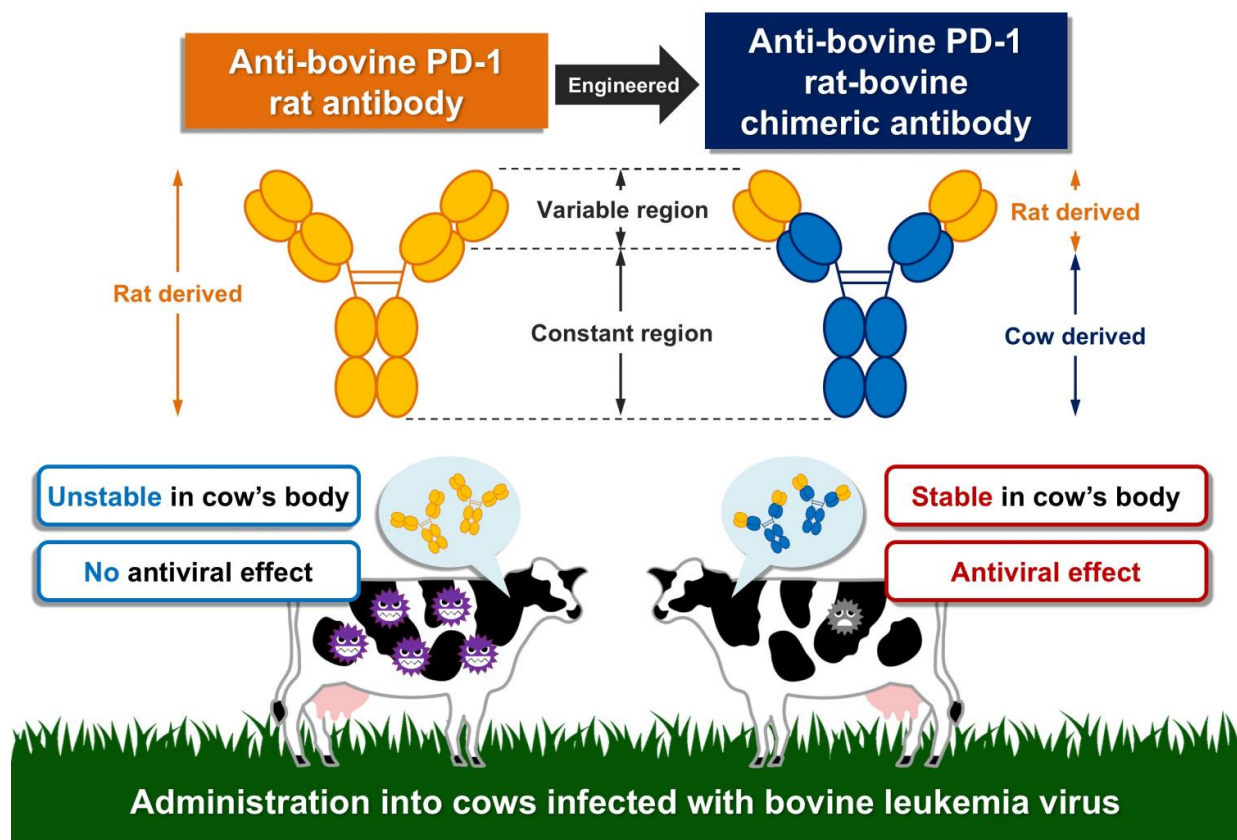 Anti-bovine PD-1
rat antibody
Engineered
Anti-bovine PD-1
rat-bovine
chimeric antibody
Rat derived
Variable region
Constant region
Rat derived
Cow derived
Unstable in cow's body
No antiviral effect
Stable in cow's body
Antiviral effect
Administration into cows infected with bovine leukemia virus